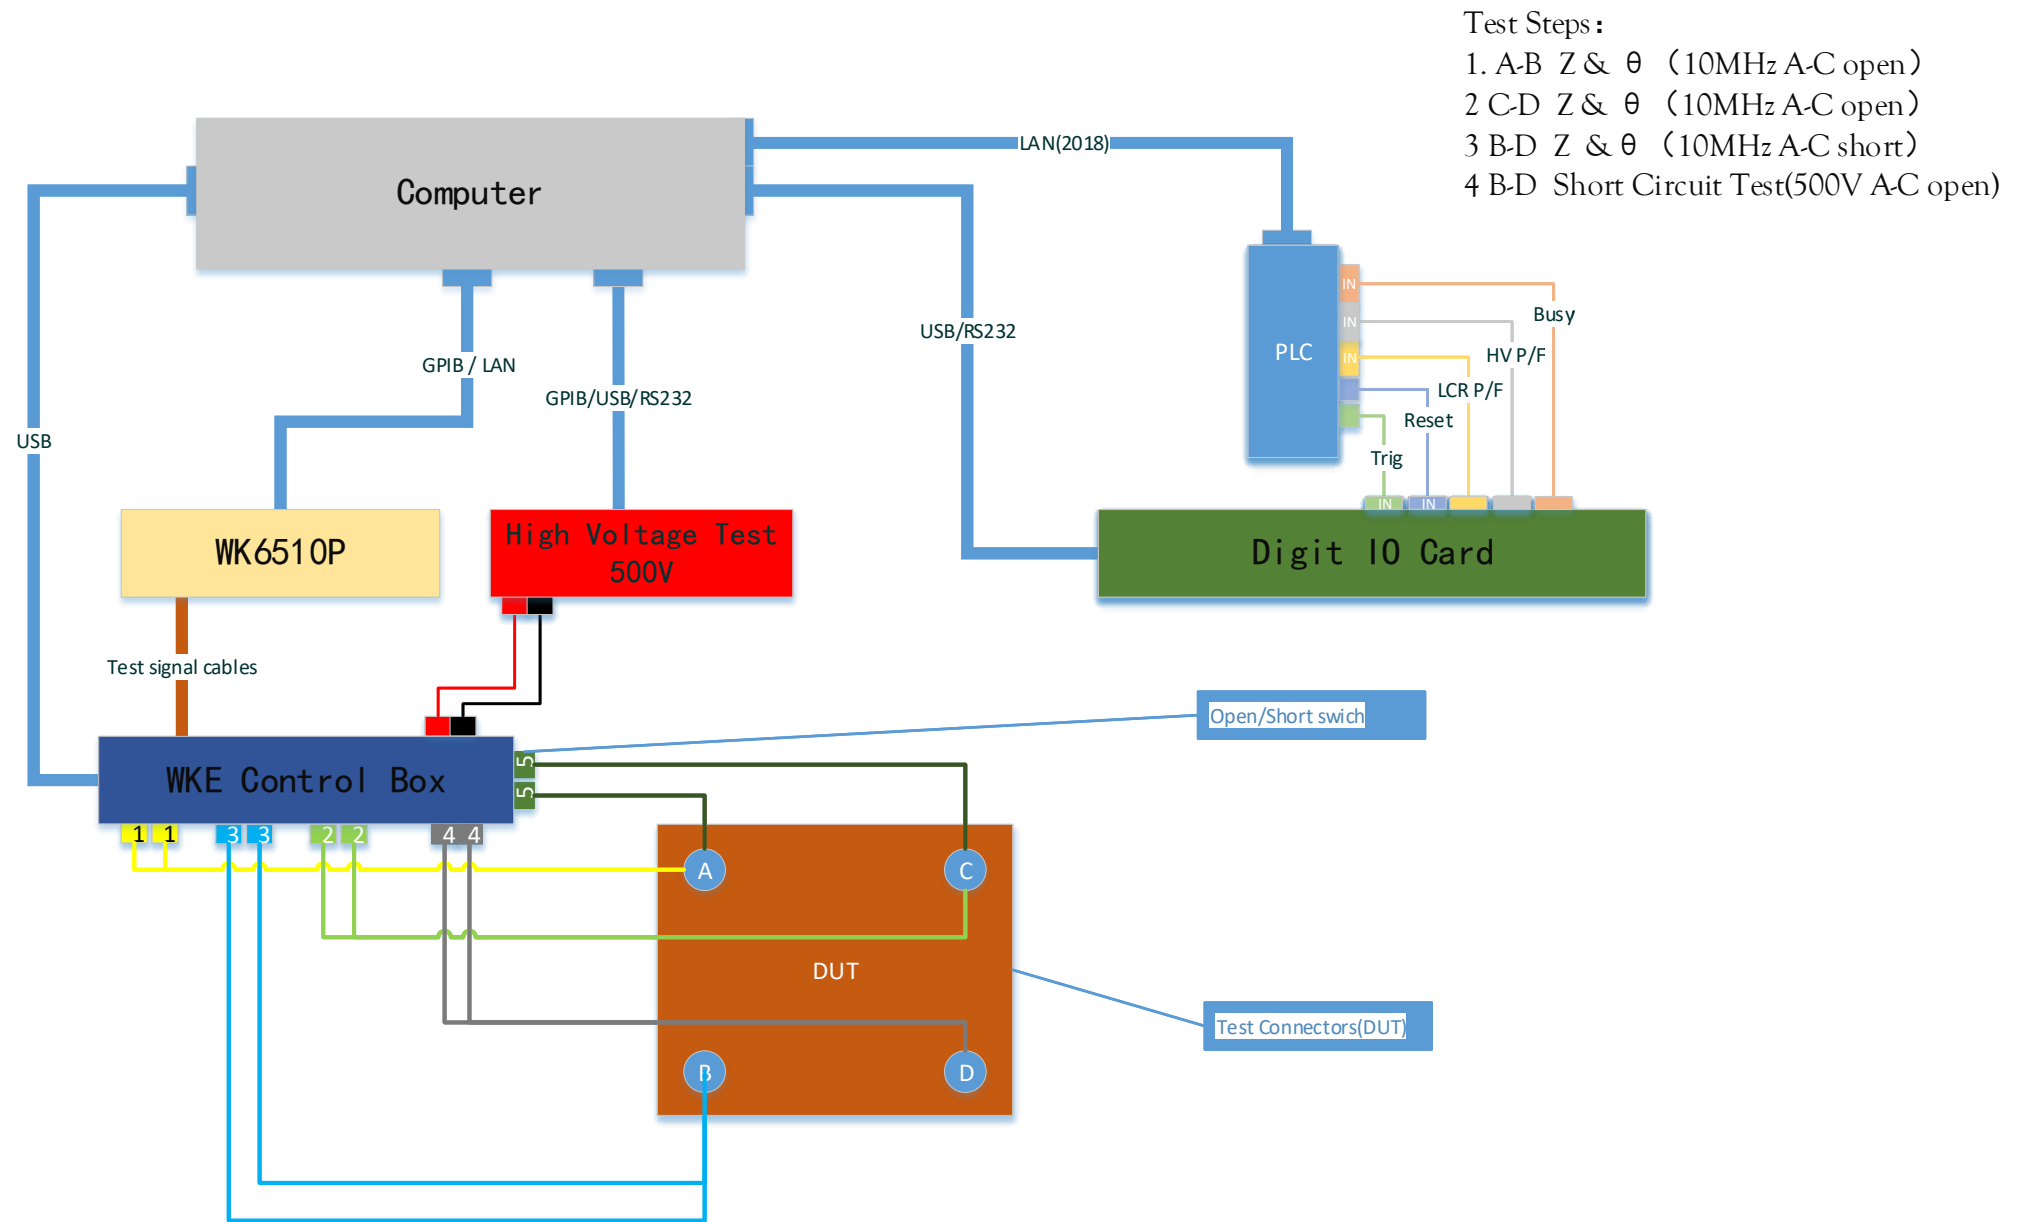 Test Steps：
1. A-B Z & θ （10MHz A-C open）
2 C-D Z & θ （10MHz A-C open）
3 B-D Z & θ （10MHz A-C short）
4 B-D Short Circuit Test(500V A-C open)
LAN(2018)
Computer
IN
IN
IN
PLC
Busy
HV P/F
LCR P/F
Reset
Trig
USB/RS232
GPIB / LAN
GPIB/USB/RS232
USB
IN
IN
WK6510P
High Voltage Test
500V
Digit IO Card
Test signal cables
Open/Short swich
WKE Control Box
5
5
1
1
3
3
2
2
4
4
A
C
DUT
B
D
Test Connectors(DUT)